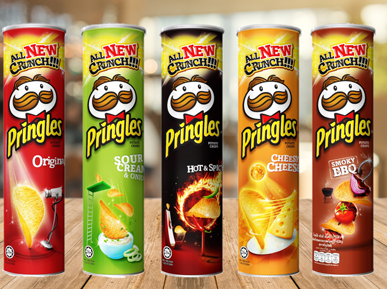 ALL NEW
CRUNCH!!!
Pringles
Original
ALL NEW
CRUNCH!!!
Pringles
SOUR
CREAM
& ONION
ALL NEW
CRUNCH!!!
Pringles
HOT & SPICY
ALL NEW
CRUNCH!!!
Pringles
CHEESY
CHEESE
ALL NEW
CRUNCH!!!
Pringles
SMOKY
BBQ